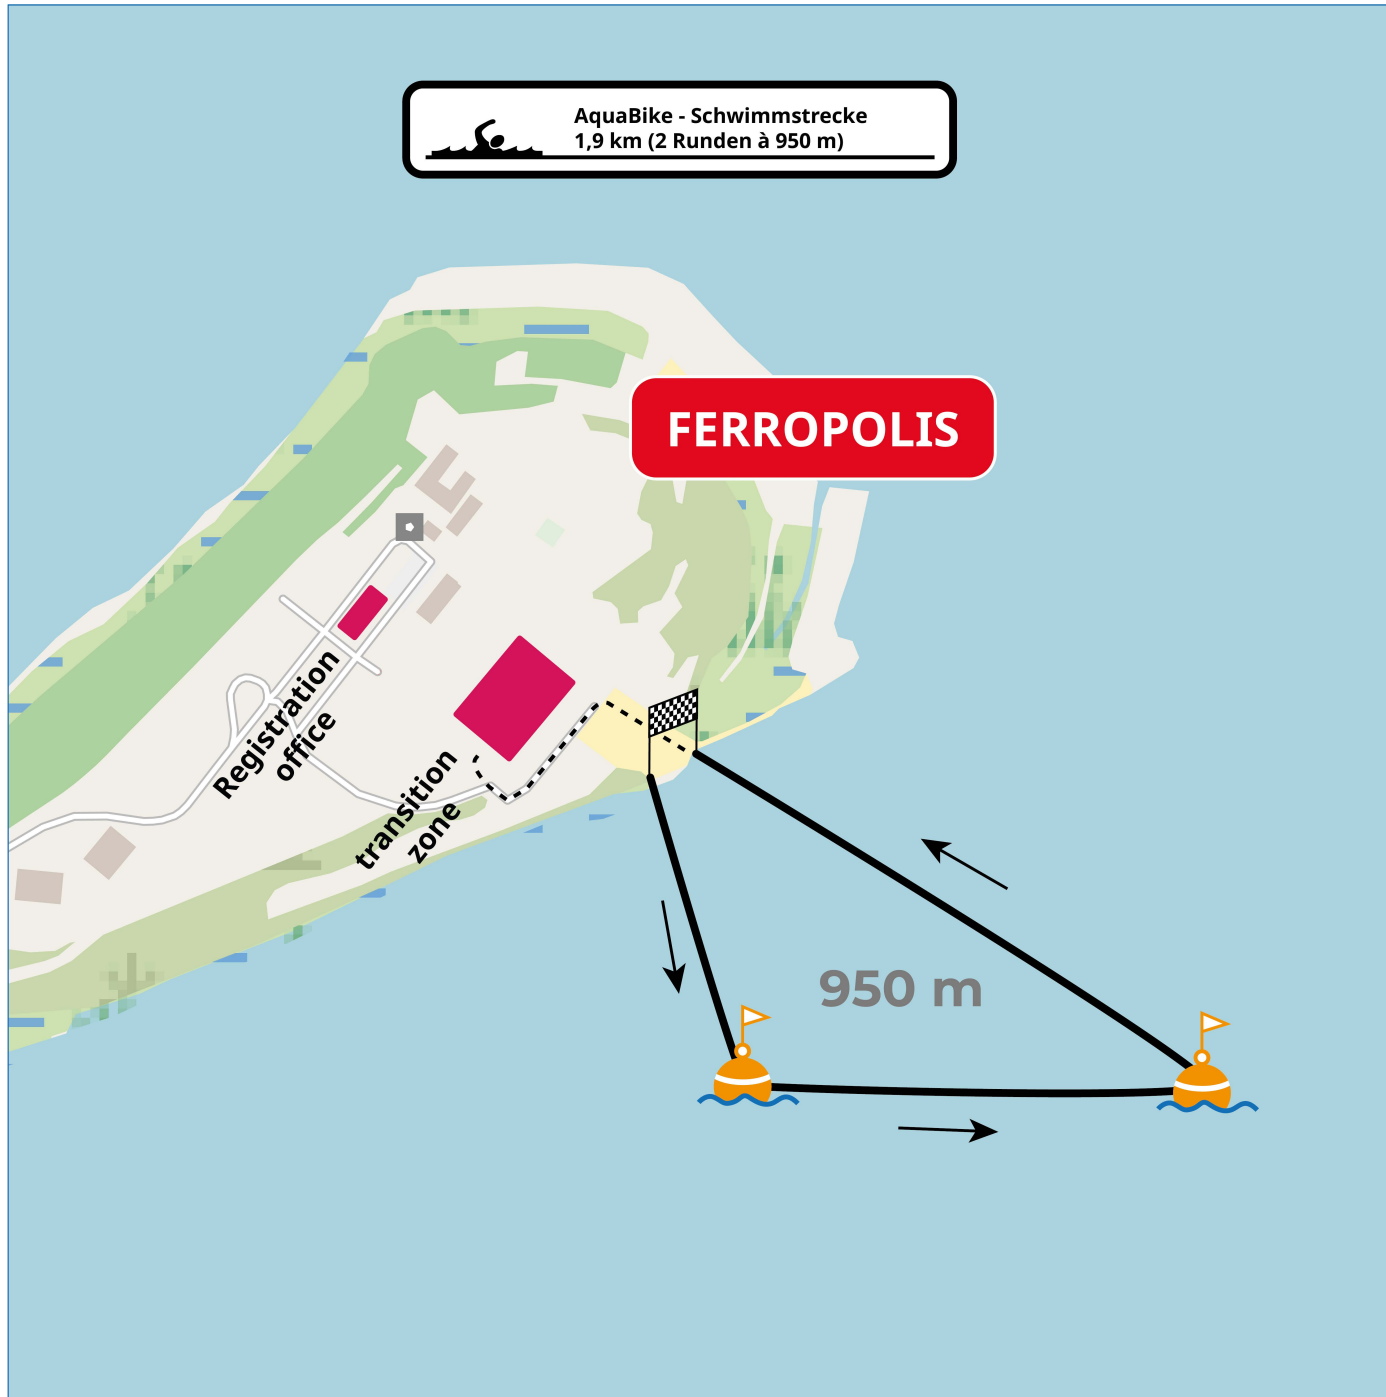 AquaBike - Schwimmstrecke
1,9 km (2 Runden à 950 m)
FERROPOLIS
Registration
office
transition
zone
950 m